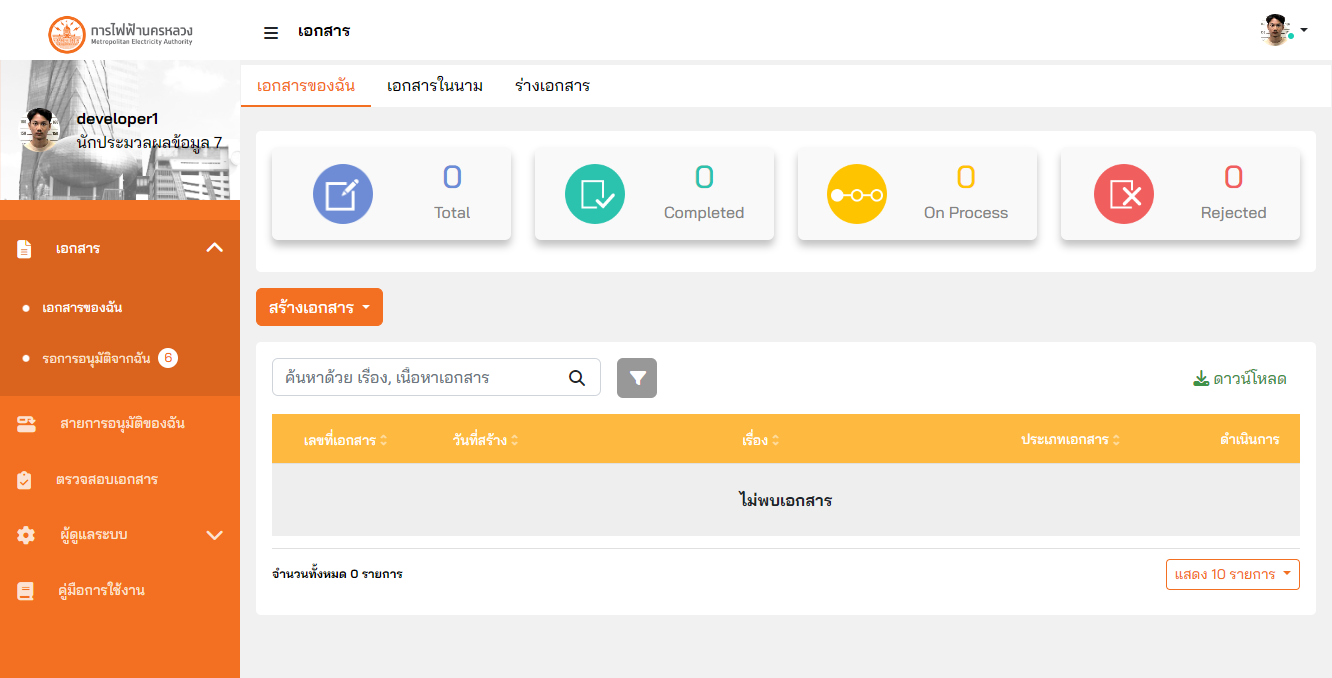 การไฟฟ้านครหลวง
Metropolitan Electricity Authority
เอกสาร
developer1
นักประมวลผลข้อมูล 7
เอกสาร
เอกสารของฉัน
รอการอนุมัติจากฉัน 6
สายการอนุมัติของฉัน
ตรวจสอบเอกสาร
ผู้ดูแลระบบ
คู่มือการใช้งาน
เอกสารของฉัน เอกสารในนาม ร่างเอกสาร
0
Total
0
Completed
0
On Process
0
Rejected
สร้างเอกสาร
ค้นหาด้วย เรื่อง, เนื้อหาเอกสาร
ดาวน์โหลด
เลขที่เอกสาร วันที่สร้าง เรื่อง ประเภทเอกสาร ดำเนินการ
ไม่พบเอกสาร
จำนวนทั้งหมด 0 รายการ
แสดง 10 รายการ